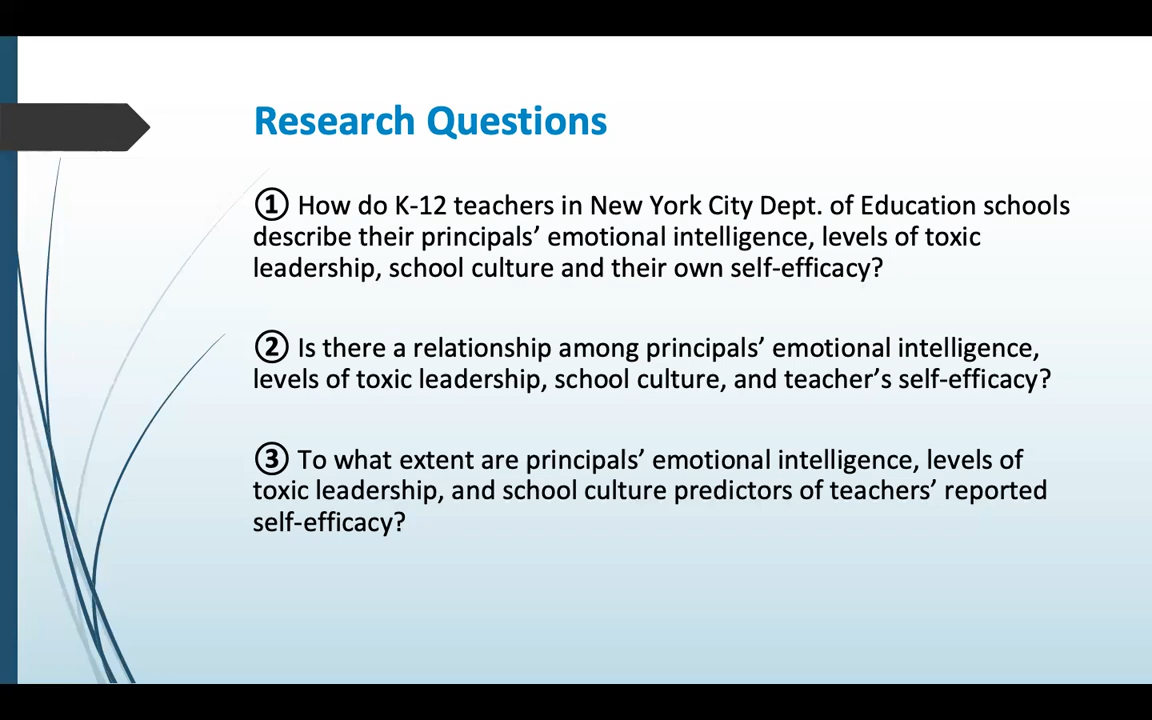 Research Questions
① How do K-12 teachers in New York City Dept. of Education schools
describe their principals’ emotional intelligence, levels of toxic
leadership, school culture and their own self-efficacy?
② Is there a relationship among principals’ emotional intelligence,
levels of toxic leadership, school culture, and teacher’s self-efficacy?
③ To what extent are principals’ emotional intelligence, levels of
toxic leadership, and school culture predictors of teachers’ reported
self-efficacy?